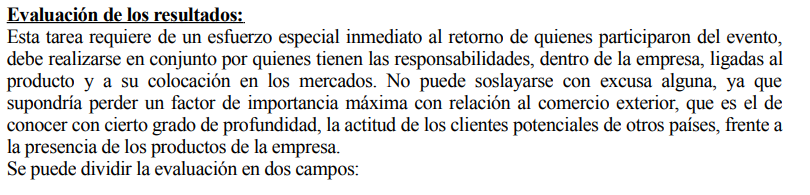 Evaluación de los resultados:
Esta tarea requiere de un esfuerzo especial inmediato al retorno de quienes participaron del evento,
debe realizarse en conjunto por quienes tienen las responsabilidades, dentro de la empresa, ligadas al
producto y a su colocación en los mercados. No puede soslayarse con excusa alguna, ya que
supondría perder un factor de importancia máxima con relación al comercio exterior, que es el de
conocer con cierto grado de profundidad, la actitud de los clientes potenciales de otros países, frente a
la presencia de los productos de la empresa.
Se puede dividir la evaluación en dos campos: